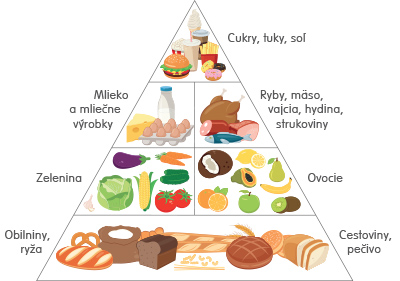 Cukry, tuky, soľ
Mlieko
a mliečne
výrobky
Ryby, mäso,
vajcia, hydina,
strukoviny
Zelenina
Ovocie
Obilniny,
ryža
Cestoviny,
pečivo